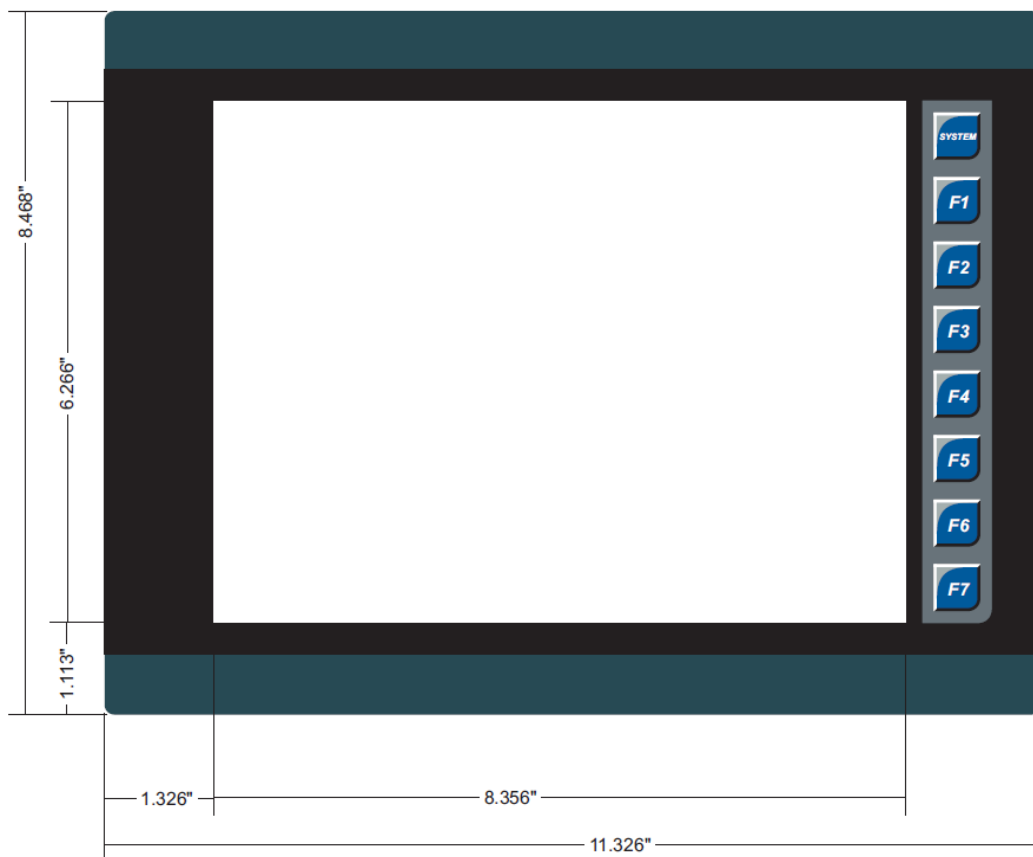 SYSTEM
F1
8.468"
F2
F3
6.266"
F4
F5
F6
F7
1.113"
1.326"
8.356"
11.326"